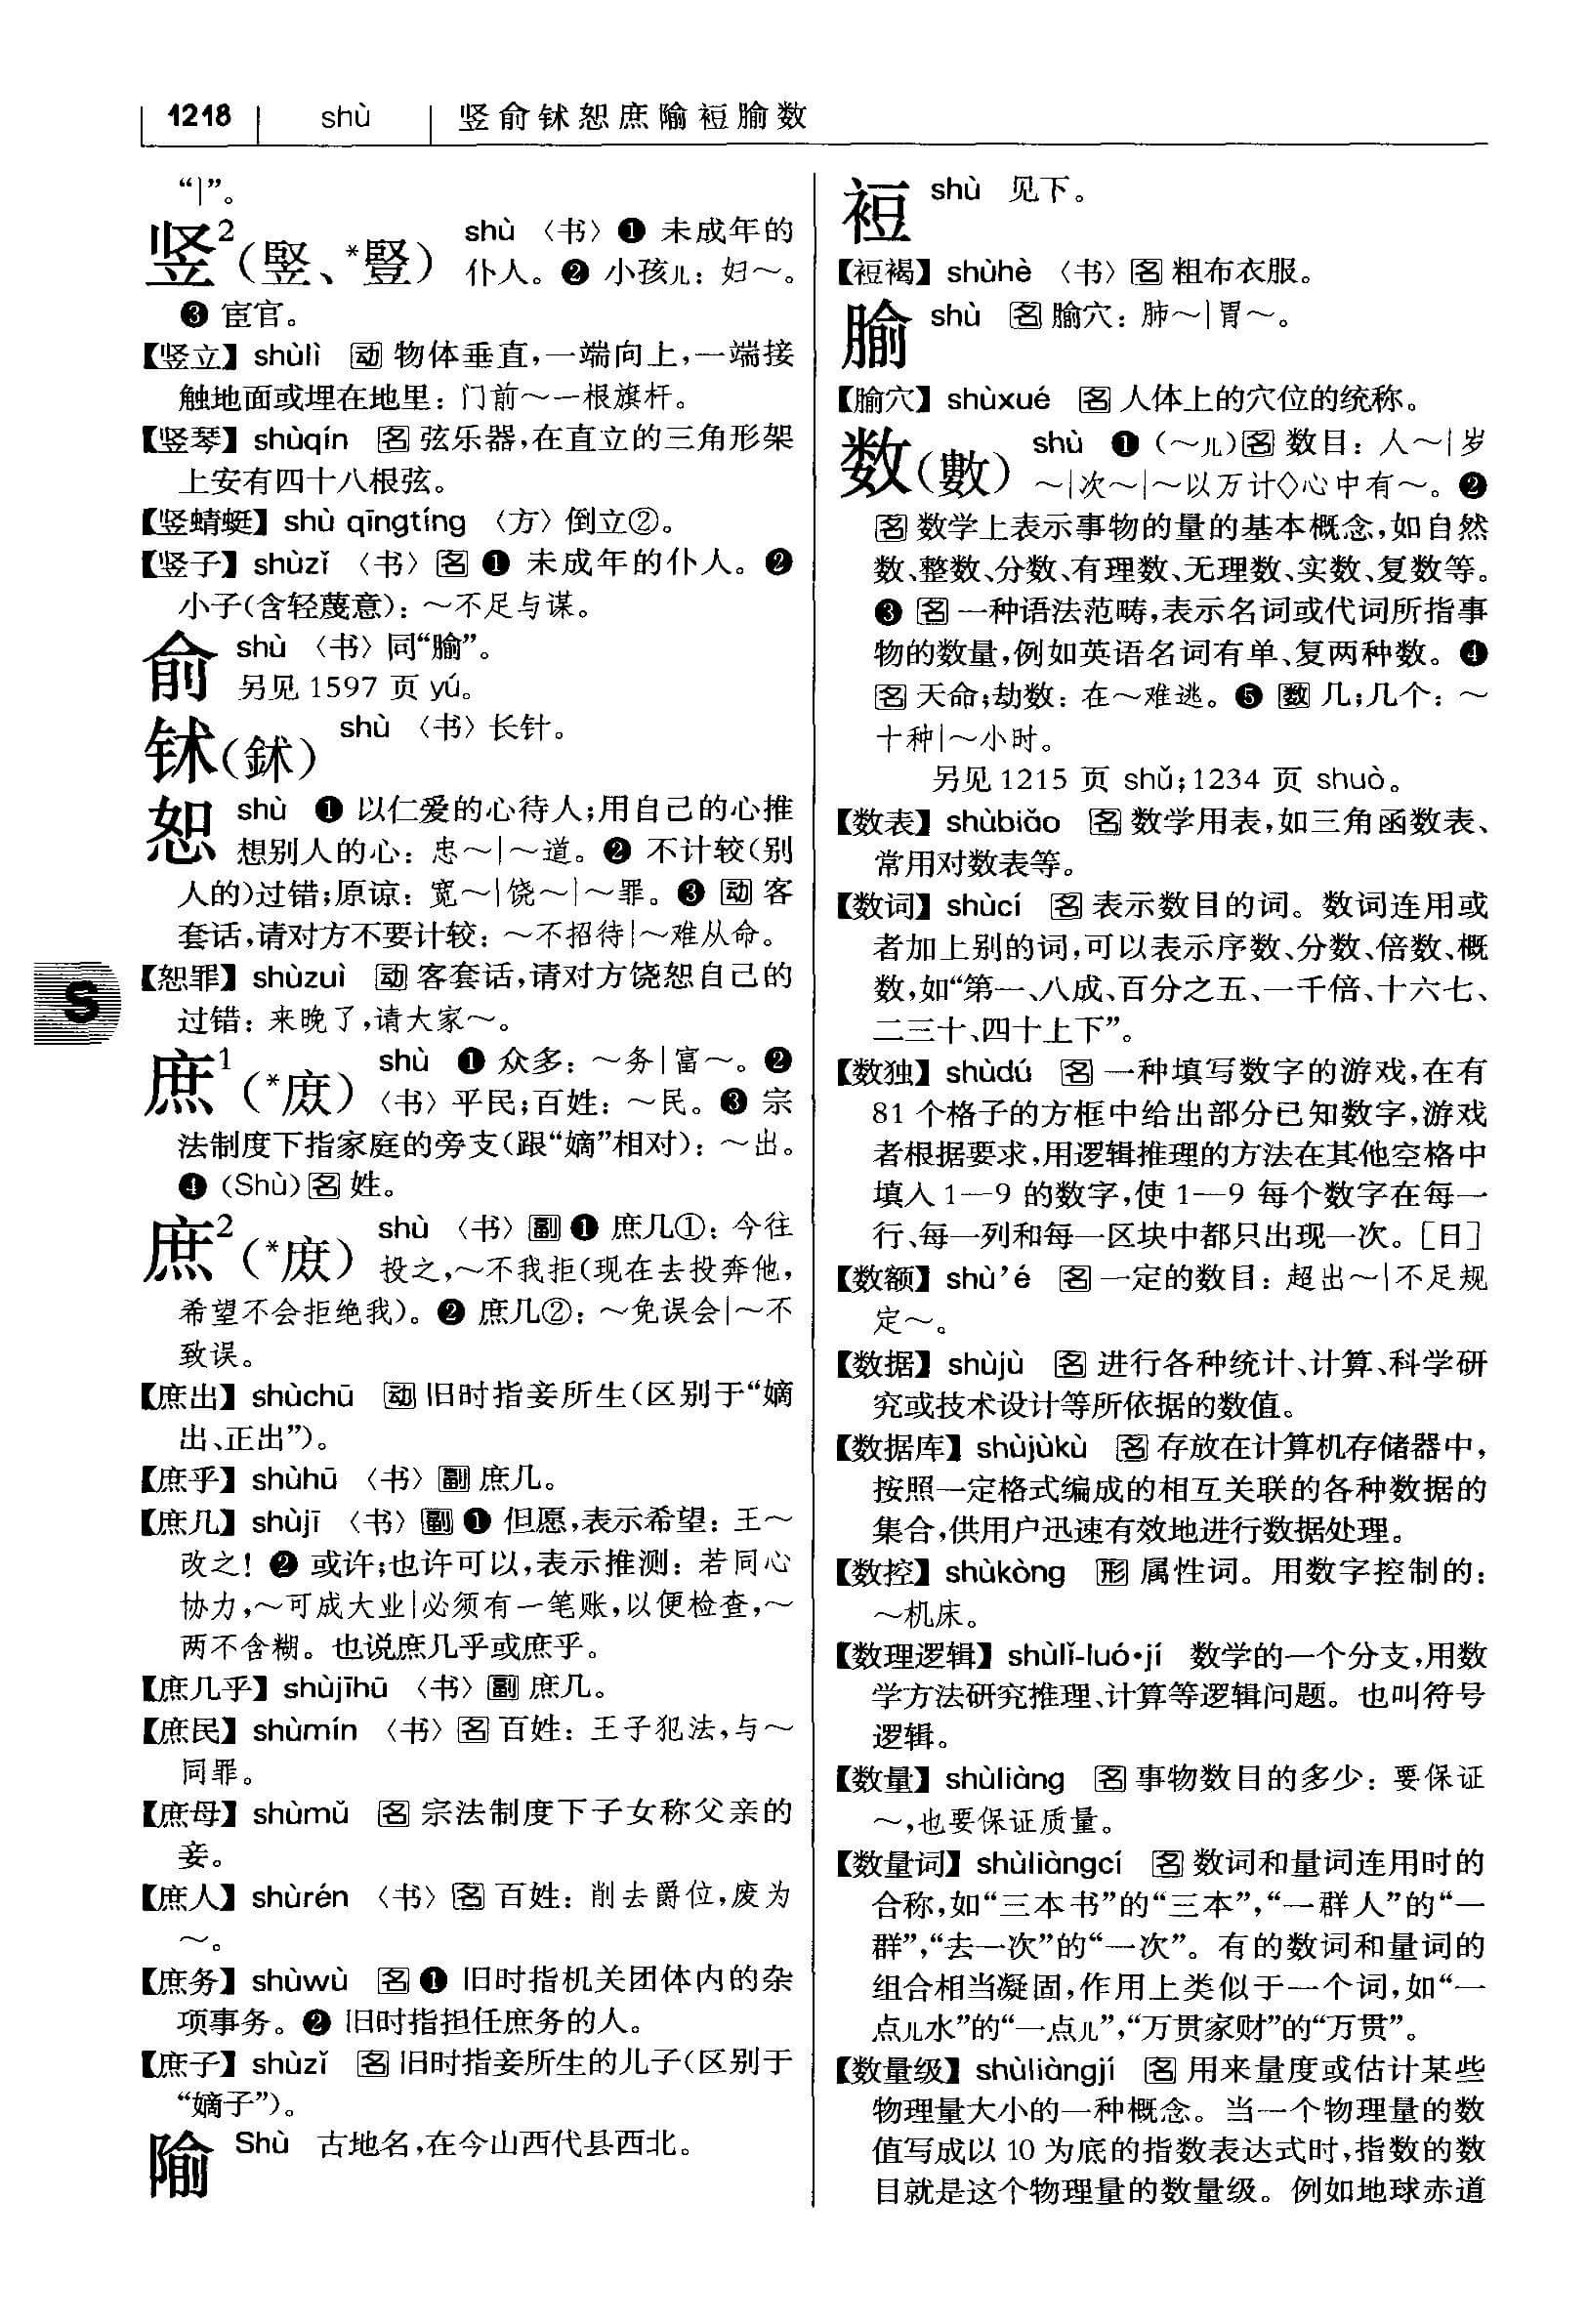 1218 shù 竖俞鉥恕庶隃裋腧数
“丨”。
竖²(竪、*豎) shù 〈书〉❶ 未成年的
仆人。❷ 小孩儿：妇～。
❸ 宦官。
【竖立】shùlì 动 物体垂直，一端向上，一端接
触地面或埋在地里：门前～一根旗杆。
【竖琴】shùqín 名 弦乐器，在直立的三角形架
上安有四十八根弦。
【竖蜻蜓】shù qīngtíng 〈方〉倒立②。
【竖子】shùzǐ 〈书〉名 ❶ 未成年的仆人。❷
小子(含轻蔑意)：～不足与谋。
俞 shù 〈书〉同“腧”。
另见 1597 页 yú。
𬬸(鉥) shù 〈书〉长针。
恕 shù ❶ 以仁爱的心待人；用自己的心推
想别人的心：忠～|～道。❷ 不计较(别
人的)过错；原谅：宽～|饶～|～罪。❸ 动 客
套话，请对方不要计较：～不招待|～难从命。
【恕罪】shùzuì 动 客套话，请对方饶恕自己的
过错：来晚了，请大家～。
庶¹(*庻) shù ❶ 众多：～务|富～。❷
〈书〉平民；百姓：～民。❸ 宗
法制度下指家庭的旁支(跟“嫡”相对)：～出。
❹ (Shù)名 姓。
庶²(*庻) shù 〈书〉副 ❶ 庶几①：今往
投之，～不我拒(现在去投奔他，
希望不会拒绝我)。❷ 庶几②：～免误会|～不
致误。
【庶出】shùchū 动 旧时指妾所生(区别于“嫡
出、正出”)。
【庶乎】shùhū 〈书〉副 庶几。
【庶几】shùjī 〈书〉副 ❶ 但愿，表示希望：王～
改之！❷ 或许；也许可以，表示推测：若同心
协力，～可成大业|必须有一笔账，以便检查，～
两不含糊。也说庶几乎或庶乎。
【庶几乎】shùjīhū 〈书〉副 庶几。
【庶民】shùmín 〈书〉名 百姓：王子犯法，与～
同罪。
【庶母】shùmǔ 名 宗法制度下子女称父亲的
妾。
【庶人】shùrén 〈书〉名 百姓：削去爵位，废为
～。
【庶务】shùwù 名 ❶ 旧时指机关团体内的杂
项事务。❷ 旧时指担任庶务的人。
【庶子】shùzǐ 名 旧时指妾所生的儿子(区别于
“嫡子”)。
隃 Shù 古地名，在今山西代县西北。
S
裋 shù 见下。
【裋褐】shùhè 〈书〉名 粗布衣服。
腧 shù 名 腧穴：肺～|胃～。
【腧穴】shùxué 名 人体上的穴位的统称。
数(數) shù ❶ (～儿)名 数目：人～|岁
～|次～|～以万计◇心中有～。❷
名 数学上表示事物的量的基本概念，如自然
数、整数、分数、有理数、无理数、实数、复数等。
❸ 名 一种语法范畴，表示名词或代词所指事
物的数量，例如英语名词有单、复两种数。❹
名 天命；劫数：在～难逃。❺ 数 几；几个：～
十种|～小时。
另见 1215 页 shǔ；1234 页 shuò。
【数表】shùbiǎo 名 数学用表，如三角函数表、
常用对数表等。
【数词】shùcí 名 表示数目的词。数词连用或
者加上别的词，可以表示序数、分数、倍数、概
数，如“第一、八成、百分之五、一千倍、十六七、
二三十、四十上下”。
【数独】shùdú 名 一种填写数字的游戏，在有
81 个格子的方框中给出部分已知数字，游戏
者根据要求，用逻辑推理的方法在其他空格中
填入 1—9 的数字，使 1—9 每个数字在每一
行、每一列和每一区块中都只出现一次。[日]
【数额】shù’é 名 一定的数目：超出～|不足规
定～。
【数据】shùjù 名 进行各种统计、计算、科学研
究或技术设计等所依据的数值。
【数据库】shùjùkù 名 存放在计算机存储器中，
按照一定格式编成的相互关联的各种数据的
集合，供用户迅速有效地进行数据处理。
【数控】shùkòng 形 属性词。用数字控制的：
～机床。
【数理逻辑】shùlǐ-luó·jí 数学的一个分支，用数
学方法研究推理、计算等逻辑问题。也叫符号
逻辑。
【数量】shùliàng 名 事物数目的多少：要保证
～，也要保证质量。
【数量词】shùliàngcí 名 数词和量词连用时的
合称，如“三本书”的“三本”，“一群人”的“一
群”，“去一次”的“一次”。有的数词和量词的
组合相当凝固，作用上类似于一个词，如“一
点儿水”的“一点儿”，“万贯家财”的“万贯”。
【数量级】shùliàngjí 名 用来量度或估计某些
物理量大小的一种概念。当一个物理量的数
值写成以 10 为底的指数表达式时，指数的数
目就是这个物理量的数量级。例如地球赤道